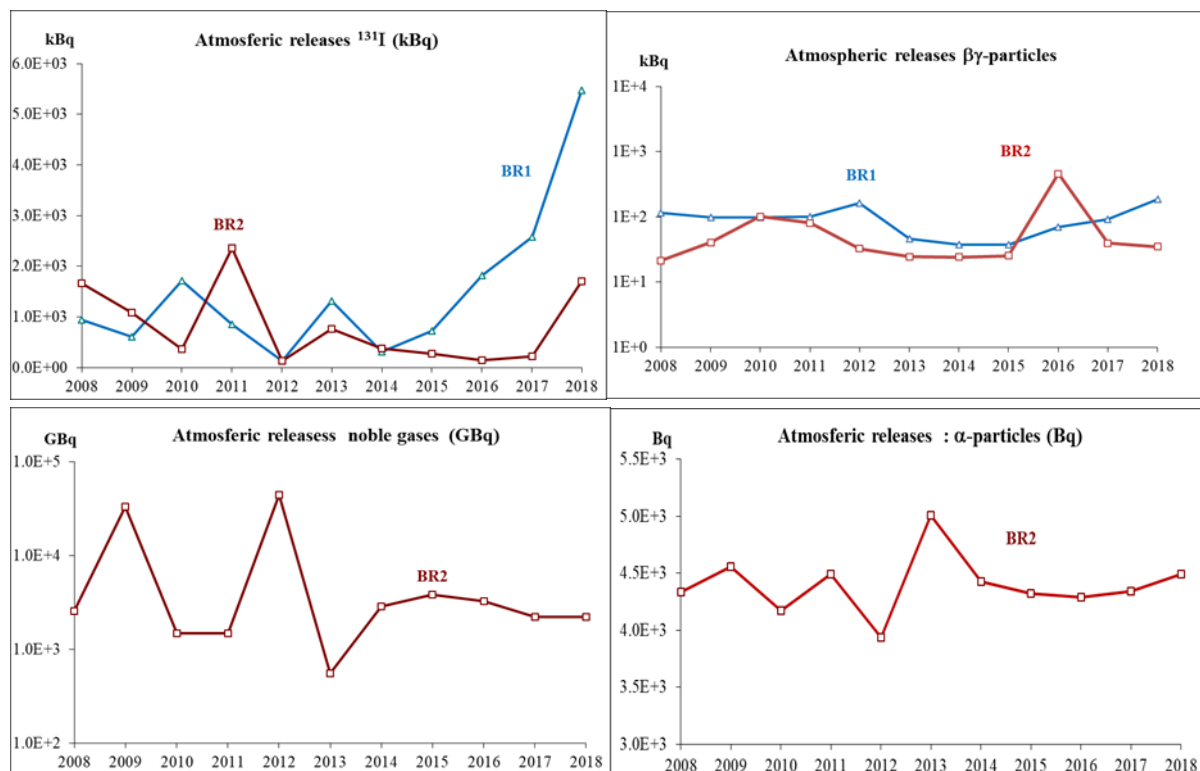 Atmosferic releases ¹³¹I (kBq)
kBq
6.0E+03
5.0E+03
4.0E+03
3.0E+03
2.0E+03
1.0E+03
0.0E+00
BR1
BR2
2008 2009 2010 2011 2012 2013 2014 2015 2016 2017 2018
Atmospheric releases βγ-particles
kBq
1E+4
1E+3
1E+2
1E+1
1E+0
BR2
BR1
2008 2009 2010 2011 2012 2013 2014 2015 2016 2017 2018
GBq
Atmosferic releasess noble gases (GBq)
1.0E+5
1.0E+4
1.0E+3
1.0E+2
BR2
2008 2009 2010 2011 2012 2013 2014 2015 2016 2017 2018
Bq
Atmosferic releases : α-particles (Bq)
5.5E+3
5.0E+3
4.5E+3
4.0E+3
3.5E+3
3.0E+3
BR2
2008 2009 2010 2011 2012 2013 2014 2015 2016 2017 2018